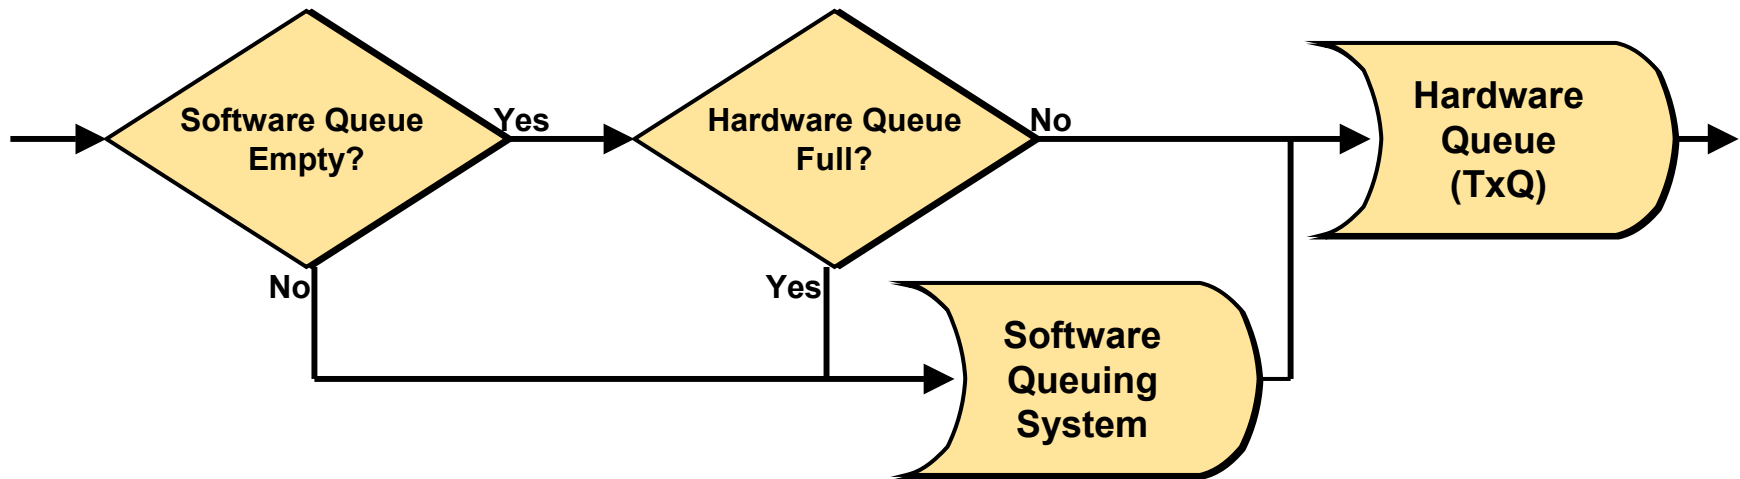 Software Queue
Empty?
Yes
Hardware Queue
Full?
No
Hardware
Queue
(TxQ)
No
Yes
Software
Queuing
System